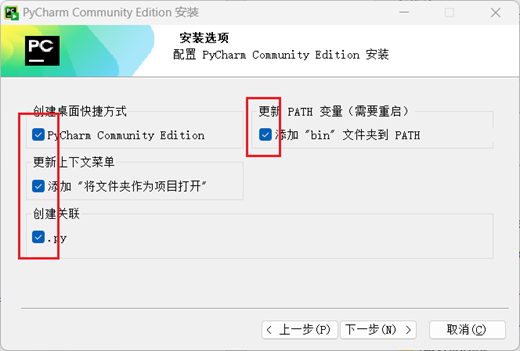 PyCharm Community Edition 安装
PC
安装选项
配置 PyCharm Community Edition 安装
创建桌面快捷方式
PyCharm Community Edition
更新 PATH 变量（需要重启）
添加 "bin" 文件夹到 PATH
更新上下文菜单
添加 "将文件夹作为项目打开"
创建关联
.py
< 上一步(P)
下一步(N) >
取消(C)